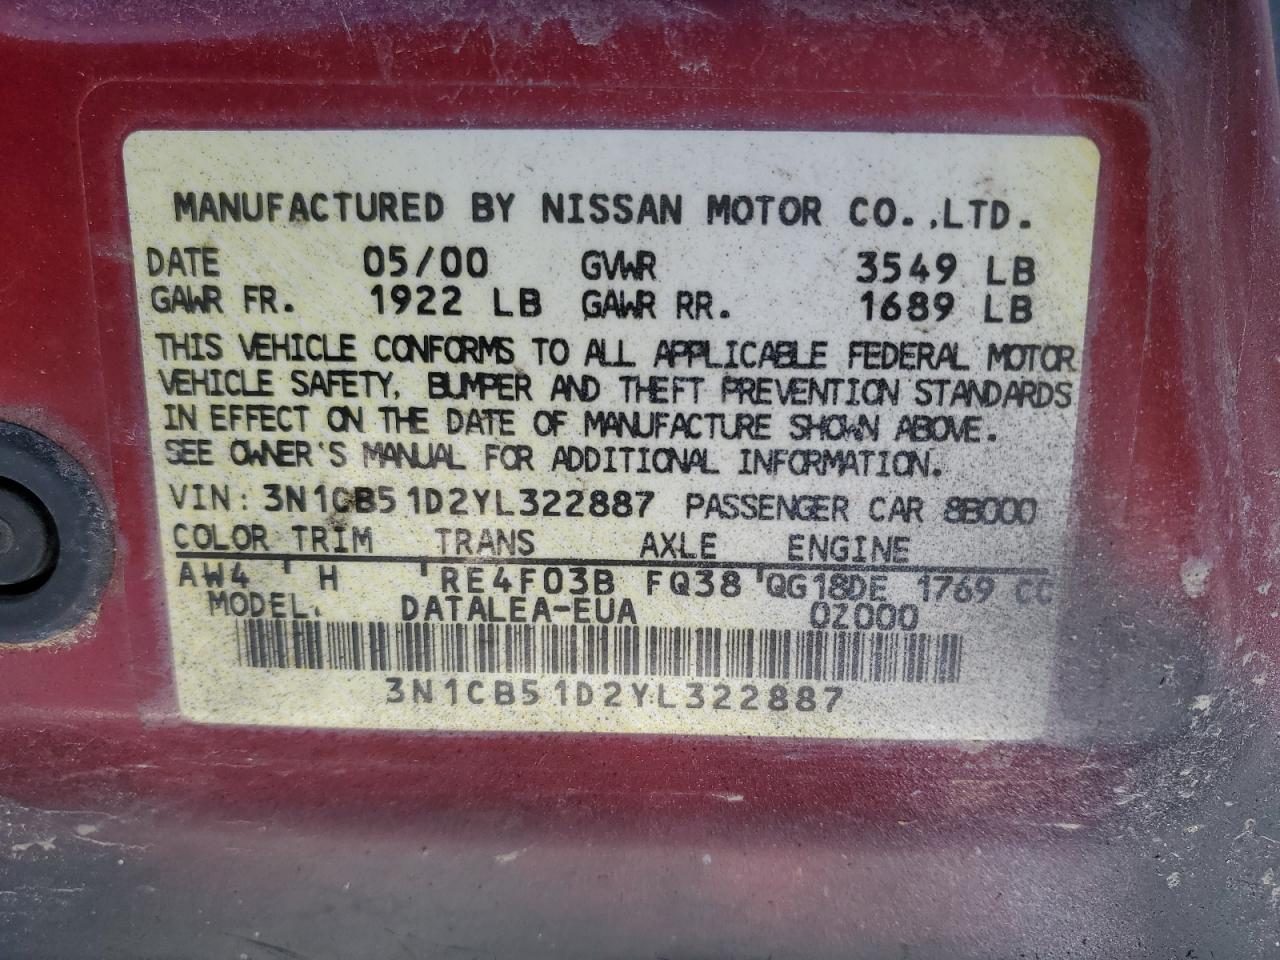 MANUFACTURED BY NISSAN MOTOR CO.,LTD.
DATE 05/00 GVWR 3549 LB
GAWR FR. 1922 LB GAWR RR. 1689 LB
THIS VEHICLE CONFORMS TO ALL APPLICABLE FEDERAL MOTOR
VEHICLE SAFETY, BUMPER AND THEFT PREVENTION STANDARDS
IN EFFECT ON THE DATE OF MANUFACTURE SHOWN ABOVE.
SEE OWNER'S MANUAL FOR ADDITIONAL INFORMATION.
VIN: 3N1CB51D2YL322887 PASSENGER CAR 8B000
COLOR TRIM TRANS AXLE ENGINE
AW4 ' H ' RE4F03B FQ38 ' QG18DE 1769 CC
MODEL. DATALEA-EUA 0Z000
3N1CB51D2YL322887